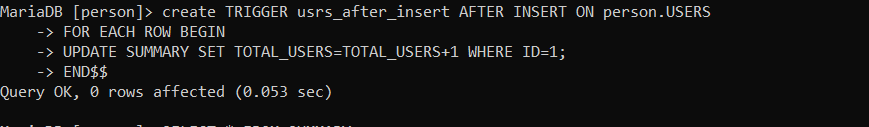 MariaDB [person]> create TRIGGER usrs_after_insert AFTER INSERT ON person.USERS
    -> FOR EACH ROW BEGIN
    -> UPDATE SUMMARY SET TOTAL_USERS=TOTAL_USERS+1 WHERE ID=1;
    -> END$$
Query OK, 0 rows affected (0.053 sec)